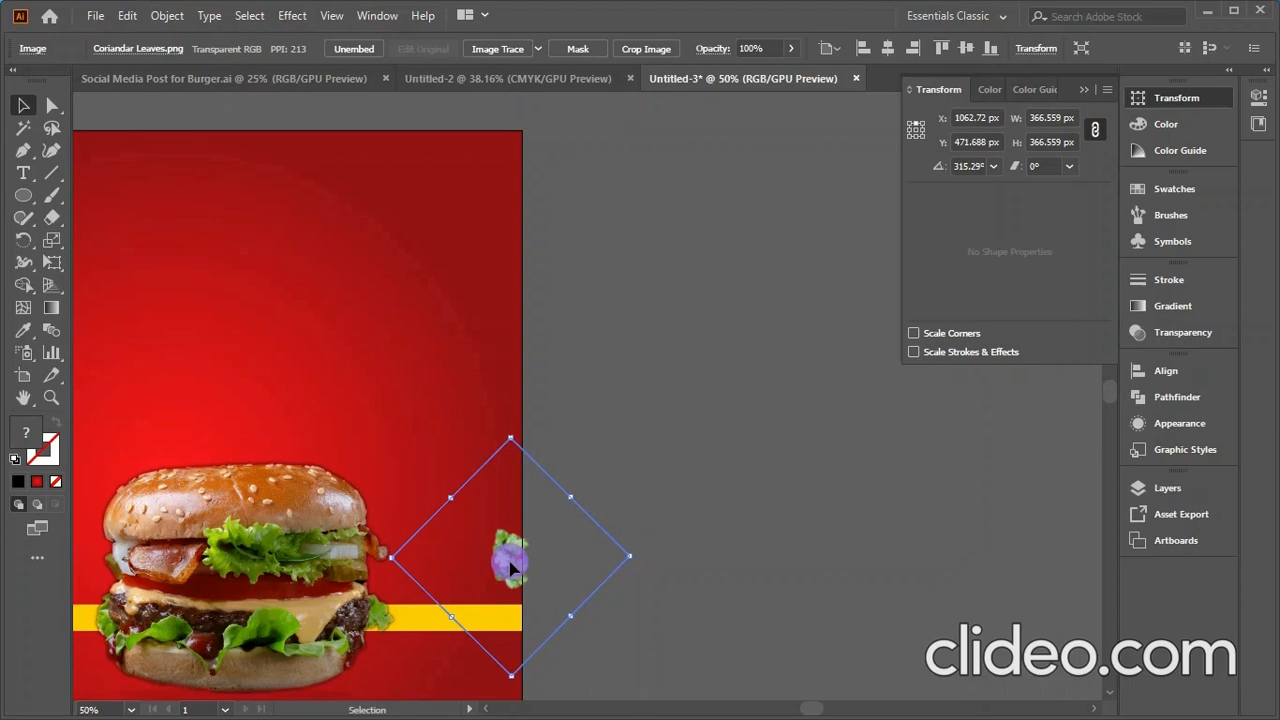 Ai File Edit Object Type Select Effect View Window Help Essentials Classic Search Adobe Stock
Image Coriandar Leaves.png Transparent RGB PPI: 213 Unembed Edit Original Image Trace Mask Crop Image Opacity: 100% Transform
Social Media Post for Burger.ai @ 25% (RGB/GPU Preview) × Untitled-2 @ 38.16% (CMYK/GPU Preview) × Untitled-3* @ 50% (RGB/GPU Preview) ×
Transform Color Color Guid
X: 1062.72 px W: 366.559 px
Y: 471.688 px H: 366.559 px
315.29° 0°
No Shape Properties
Scale Corners
Scale Strokes & Effects
Transform
Color
Color Guide
Swatches
Brushes
Symbols
Stroke
Gradient
Transparency
Align
Pathfinder
Appearance
Graphic Styles
Layers
Asset Export
Artboards
?
clideo.com
50% 1 Selection